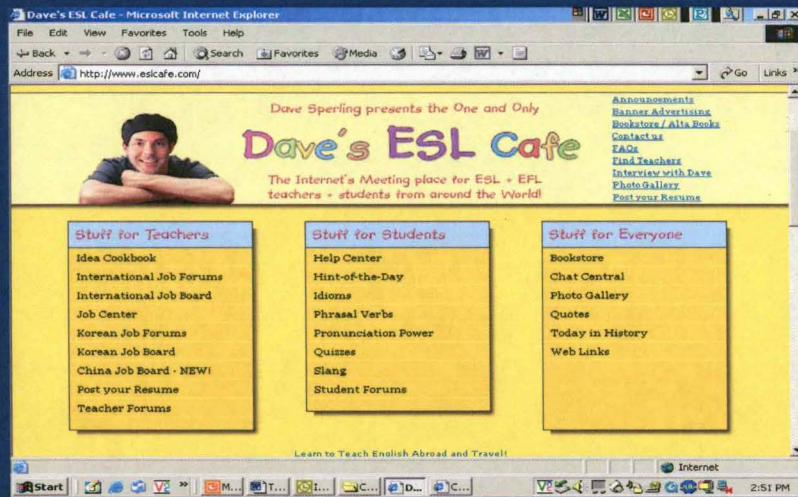 Dave's ESL Cafe - Microsoft Internet Explorer
File Edit View Favorites Tools Help
Back Search Favorites Media
Address http://www.eslcafe.com/ Go Links »
Dave Sperling presents the One and Only
Dave's ESL Cafe
The Internet's Meeting place for ESL + EFL
teachers + students from around the World!
Announcements
Banner Advertising
Bookstore / Alta Books
Contact us
FAQs
Find Teachers
Interview with Dave
Photo Gallery
Post your Resume
Stuff for Teachers
Idea Cookbook
International Job Forums
International Job Board
Job Center
Korean Job Forums
Korean Job Board
China Job Board - NEW!
Post your Resume
Teacher Forums
Stuff for Students
Help Center
Hint-of-the-Day
Idioms
Phrasal Verbs
Pronunciation Power
Quizzes
Slang
Student Forums
Stuff for Everyone
Bookstore
Chat Central
Photo Gallery
Quotes
Today in History
Web Links
Learn to Teach English Abroad and Travel!
Internet
Start » M... T... I... C... D... C... 2:51 PM